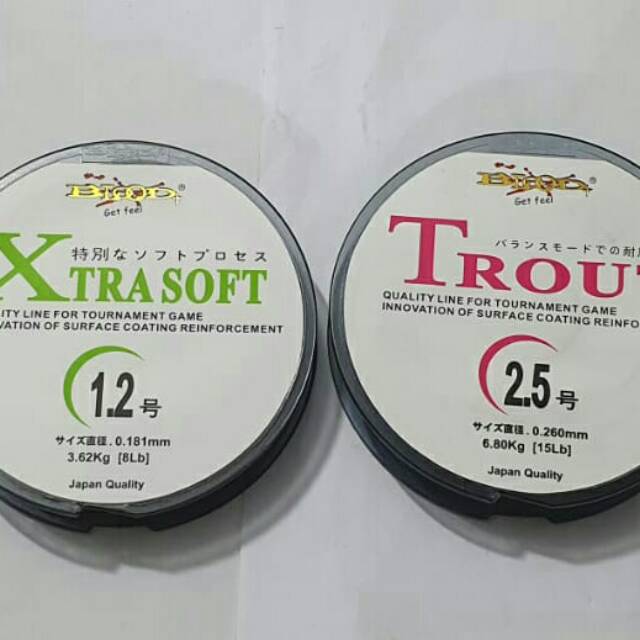 BLOOD
Get feel
特別なソフトプロセス
XTRA SOFT
ITY LINE FOR TOURNAMENT GAME
VATION OF SURFACE COATING REINFORCEMENT
1.2号
サイズ直径.0.181mm
3.62Kg [8Lb]
Japan Quality
BLOOD
Get feel
バランスモードでの耐
TROUT
QUALITY LINE FOR TOURNAMENT GAME
INNOVATION OF SURFACE COATING REINFOR
2.5号
サイズ直径.0.260mm
6.80Kg [15Lb]
Japan Quality